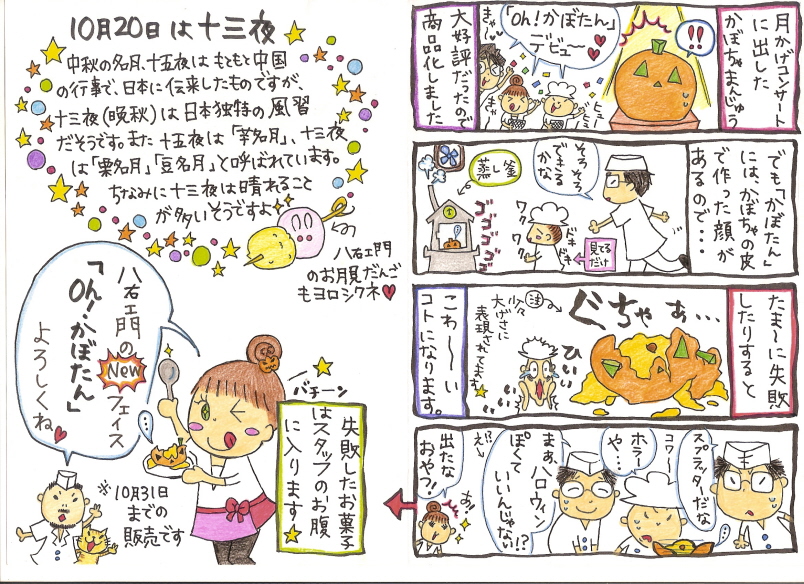 10月20日は十三夜
中秋の名月、十五夜はもともと中国
の行事で、日本に伝来したものですが、
十三夜(晩秋)は日本独特の風習
だそうです。また十五夜は「芋名月」、十三夜
は「栗名月」「豆名月」と呼ばれています。
ちなみに十三夜は晴れること
が多いそうですよ
八右ェ門
のお月見だんご
もヨロシクネ♥
月かげコンサート
に出した
かぼちゃまんじゅう
!!
「Oh!かぼたん」
デビュ〜♥
きゃ〜
きゃ
ヒュー
ヒュー
大好評だったので
商品化しました
でも「かぼたん」
には、かぼちゃの皮
で作った顔が
あるので・・・
そろそろ
できる
かな
蒸し釜
ゴゴゴゴゴ
ワクワク
ドキドキ
見てる
だけ
たま〜に失敗
したりすると
ぐちゃぁ…
注
少々
大げさに
表現されてます。
ひいぃ
いぃ
こわ〜〜い
コトになります。
スプラッタだな
コワ〜
ホラー
や…
まぁ、ハロウィン
ぽくて
いいんじゃない!?
えー
!?
あ!
出たな
おやつ!
八右ェ門の
Newフェイス
「Oh!かぼたん」
よろしくね♥
バチーン
…
失敗したお菓子
はスタッフのお腹
に入ります★
※10月31日
までの
販売です